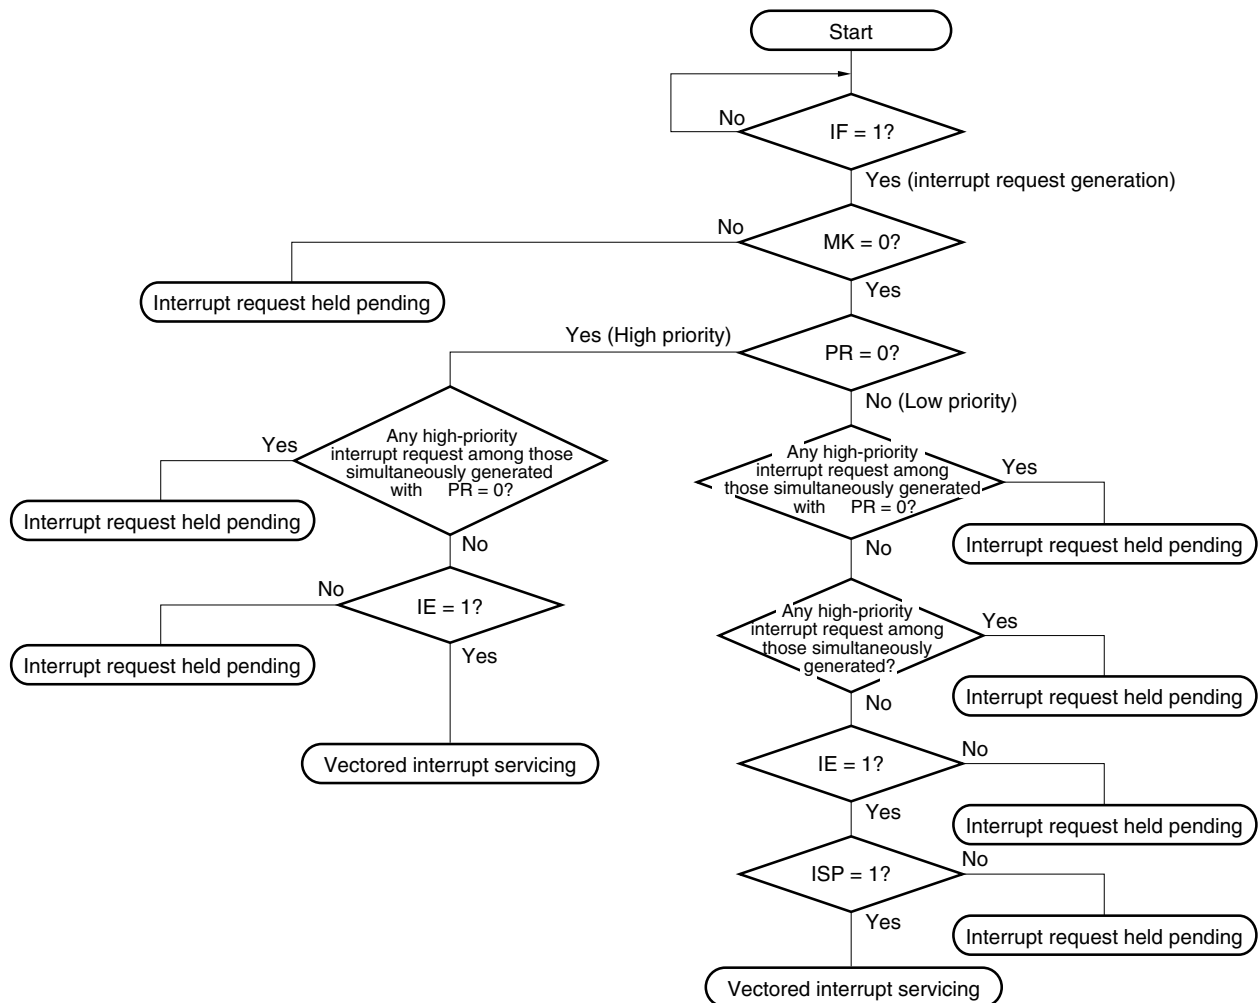 Start
No
IF = 1?
Yes (interrupt request generation)
No
MK = 0?
Interrupt request held pending
Yes
Yes (High priority)
PR = 0?
No (Low priority)
Yes
Any high-priority
interrupt request among those
simultaneously generated
with PR = 0?
Any high-priority
interrupt request among
those simultaneously generated
with PR = 0?
Yes
Interrupt request held pending
Interrupt request held pending
No
No
No
IE = 1?
Any high-priority
interrupt request among
those simultaneously
generated?
Yes
Interrupt request held pending
Yes
Interrupt request held pending
No
Vectored interrupt servicing
IE = 1?
No
Yes
Interrupt request held pending
ISP = 1?
No
Yes
Interrupt request held pending
Vectored interrupt servicing